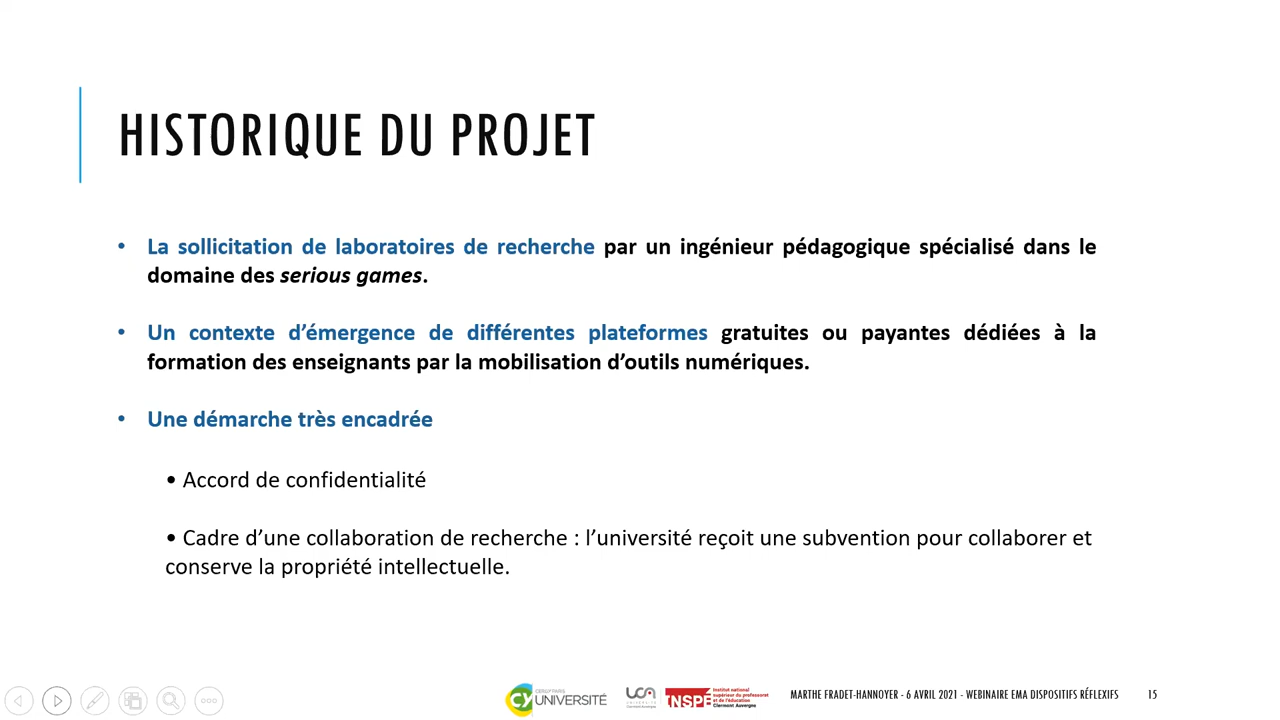 HISTORIQUE DU PROJET
• La sollicitation de laboratoires de recherche par un ingénieur pédagogique spécialisé dans le
domaine des serious games.
• Un contexte d’émergence de différentes plateformes gratuites ou payantes dédiées à la
formation des enseignants par la mobilisation d’outils numériques.
• Une démarche très encadrée
• Accord de confidentialité
• Cadre d’une collaboration de recherche : l’université reçoit une subvention pour collaborer et
conserve la propriété intellectuelle.
CY CERGY PARIS
UNIVERSITÉ
UCA
UNIVERSITÉ
Clermont Auvergne
INSPÉ
Institut national
supérieur du professorat
et de l'éducation
Clermont Auvergne
MARTHE FRADET-HANNOYER - 6 AVRIL 2021 - WEBINAIRE EMA DISPOSITIFS RÉFLEXIFS
15